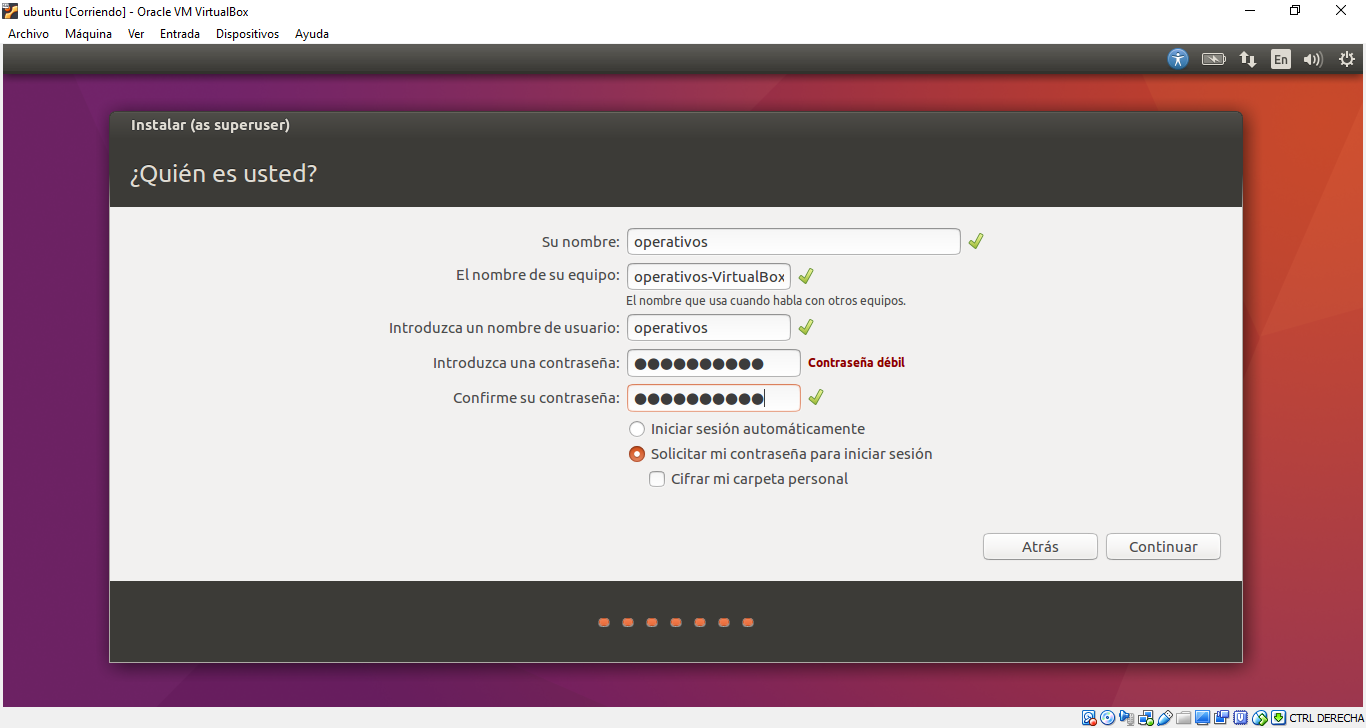 ubuntu [Corriendo] - Oracle VM VirtualBox
Archivo Máquina Ver Entrada Dispositivos Ayuda
En
Instalar (as superuser)
¿Quién es usted?
Su nombre: operativos
El nombre de su equipo: operativos-VirtualBox
El nombre que usa cuando habla con otros equipos.
Introduzca un nombre de usuario: operativos
Introduzca una contraseña: ●●●●●●●●●● Contraseña débil
Confirme su contraseña: ●●●●●●●●●●
Iniciar sesión automáticamente
Solicitar mi contraseña para iniciar sesión
Cifrar mi carpeta personal
Atrás Continuar
CTRL DERECHA